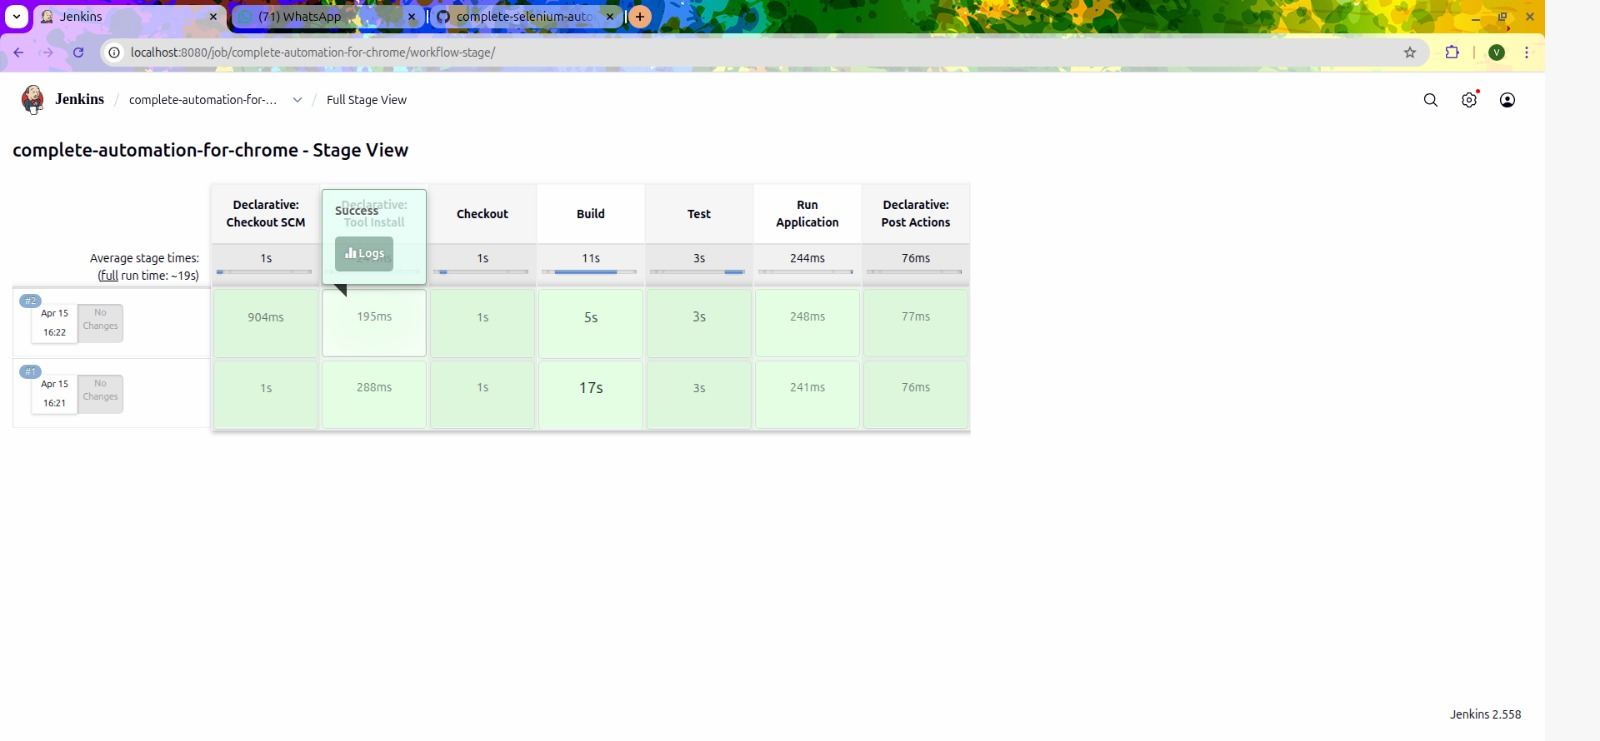 Jenkins
(71) WhatsApp
complete-selenium-auto
localhost:8080/job/complete-automation-for-chrome/workflow-stage/
V
Jenkins / complete-automation-for-... / Full Stage View
complete-automation-for-chrome - Stage View
Declarative: Checkout SCM
Declarative: Tool Install
Success
Logs
Checkout
Build
Test
Run Application
Declarative: Post Actions
Average stage times:
(full run time: ~19s)
1s
1s
11s
3s
244ms
76ms
#2
Apr 15
16:22
No
Changes
904ms
195ms
1s
5s
3s
248ms
77ms
#1
Apr 15
16:21
No
Changes
1s
288ms
1s
17s
3s
241ms
76ms
Jenkins 2.558